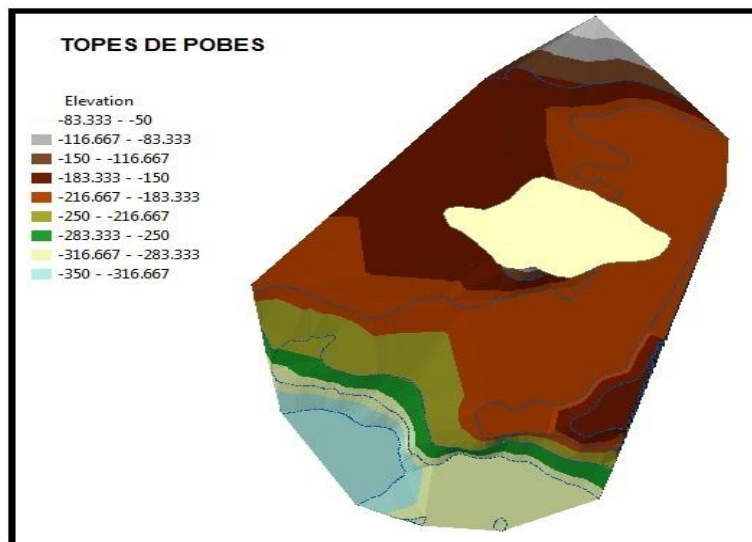 TOPES DE POBES
Elevation
-83.333 - -50
-116.667 - -83.333
-150 - -116.667
-183.333 - -150
-216.667 - -183.333
-250 - -216.667
-283.333 - -250
-316.667 - -283.333
-350 - -316.667